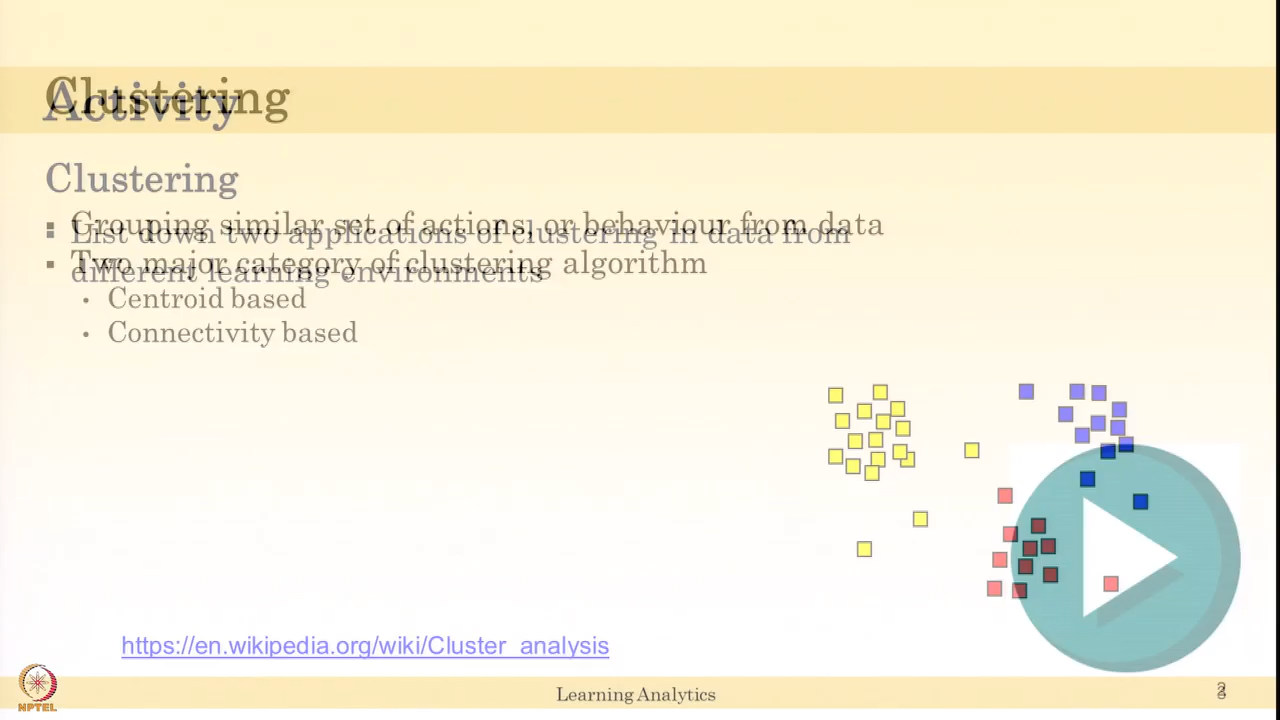 Clustering
Activity
Clustering
Grouping similar set of actions, or behaviour from data
List down two applications of clustering in data from
Two major category of clustering algorithm
different learning environments
Centroid based
Connectivity based
https://en.wikipedia.org/wiki/Cluster_analysis
Learning Analytics
NPTEL